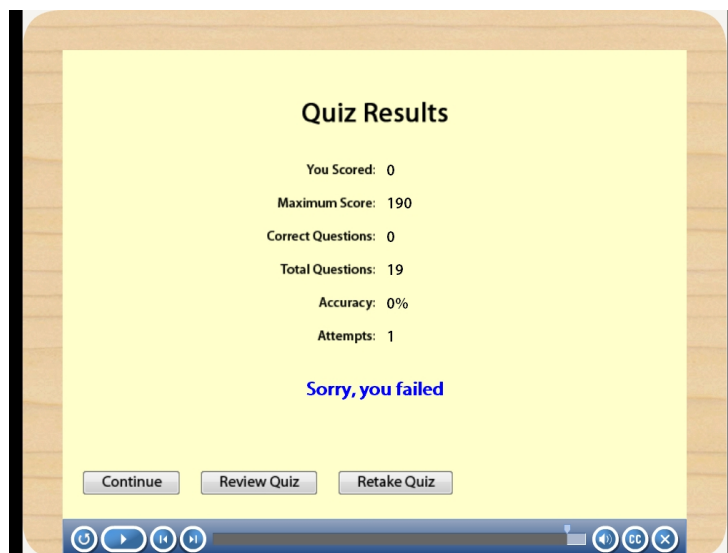 Quiz Results
You Scored: 0
Maximum Score: 190
Correct Questions: 0
Total Questions: 19
Accuracy: 0%
Attempts: 1
Sorry, you failed
Continue Review Quiz Retake Quiz
CC